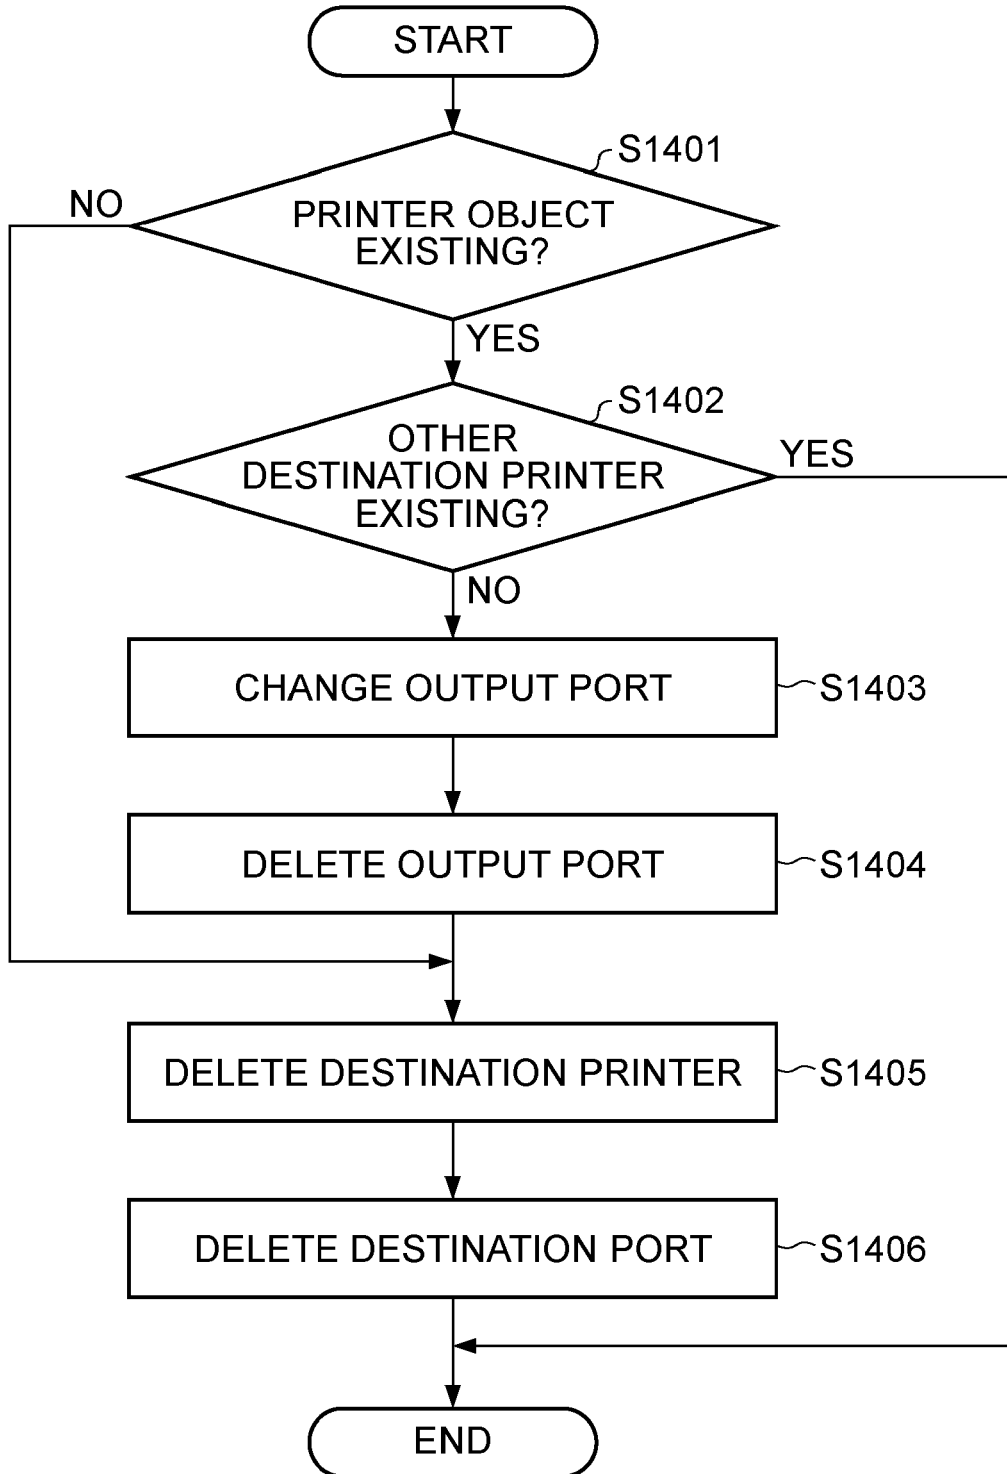 START
S1401
NO
PRINTER OBJECT
EXISTING?
YES
S1402
OTHER
DESTINATION PRINTER
EXISTING?
YES
NO
CHANGE OUTPUT PORT
S1403
DELETE OUTPUT PORT
S1404
DELETE DESTINATION PRINTER
S1405
DELETE DESTINATION PORT
S1406
END